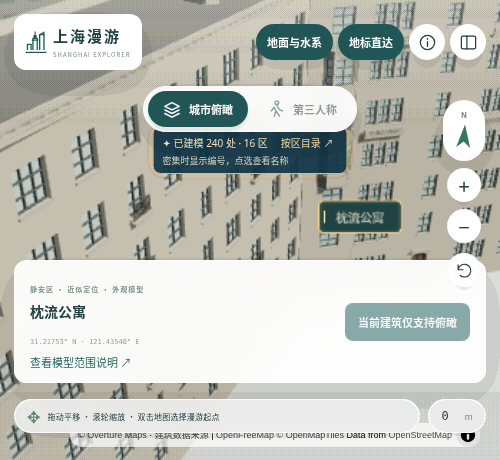 上海漫游
SHANGHAI EXPLORER
地面与水系
地标直达
城市俯瞰
第三人称
N
✦ 已建模 240 处 · 16 区 按区目录 ↗
密集时显示编号，点选查看名称
枕流公寓
+
−
静安区 · 近似定位 · 外观模型
枕流公寓
31.21753° N · 121.43540° E
查看模型范围说明 ↗
当前建筑仅支持俯瞰
拖动平移 · 滚轮缩放 · 双击地图选择漫游起点
0 m
© Overture Maps · 建筑数据来源 | OpenFreeMap © OpenMapTiles Data from OpenStreetMap